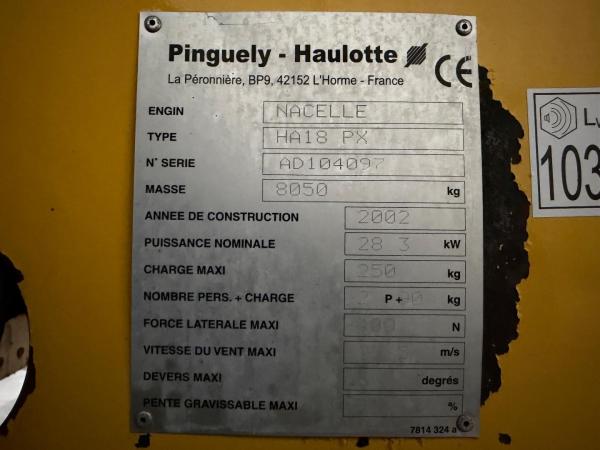 Pinguely - Haulotte
CE
La Péronnière, BP9, 42152 L'Horme - France
ENGIN NACELLE
TYPE HA18 PX
N° SERIE AD104097
MASSE 8050 kg
ANNEE DE CONSTRUCTION 2002
PUISSANCE NOMINALE 28 3 kW
CHARGE MAXI 250 kg
NOMBRE PERS. + CHARGE P + kg
FORCE LATERALE MAXI N
VITESSE DU VENT MAXI m/s
DEVERS MAXI degrés
PENTE GRAVISSABLE MAXI %
7814 324 a
103